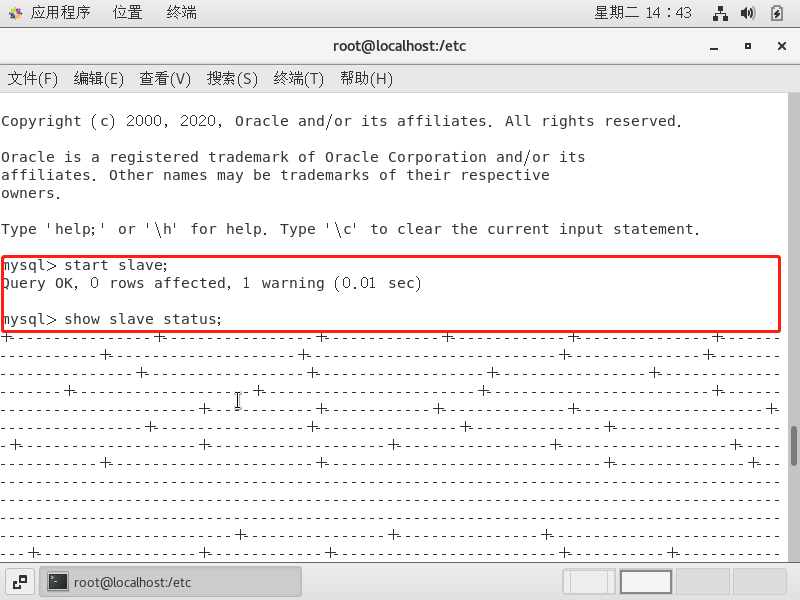 应用程序 位置 终端 星期二 14：43
root@localhost:/etc
文件(F) 编辑(E) 查看(V) 搜索(S) 终端(T) 帮助(H)
Copyright (c) 2000, 2020, Oracle and/or its affiliates. All rights reserved.
Oracle is a registered trademark of Oracle Corporation and/or its
affiliates. Other names may be trademarks of their respective
owners.
Type 'help;' or '\h' for help. Type '\c' to clear the current input statement.
mysql> start slave;
Query OK, 0 rows affected, 1 warning (0.01 sec)
mysql> show slave status;
root@localhost:/etc